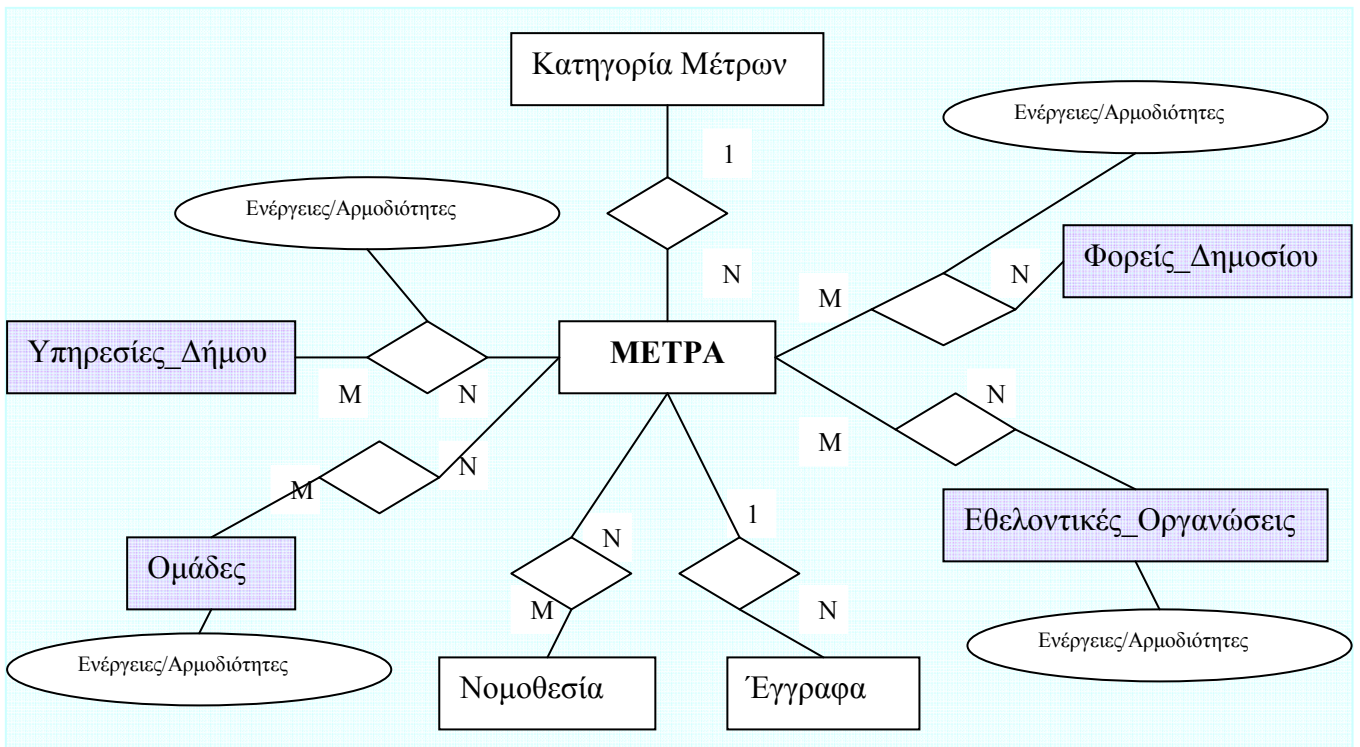 Κατηγορία Μέτρων
Ενέργειες/Αρμοδιότητες
1
Ενέργειες/Αρμοδιότητες
Φορείς_Δημοσίου
N
N
M
Υπηρεσίες_Δήμου
ΜΕΤΡΑ
M
N
N
M
M
N
Εθελοντικές_Οργανώσεις
1
N
Ομάδες
M
N
Ενέργειες/Αρμοδιότητες
Ενέργειες/Αρμοδιότητες
Νομοθεσία
Έγγραφα